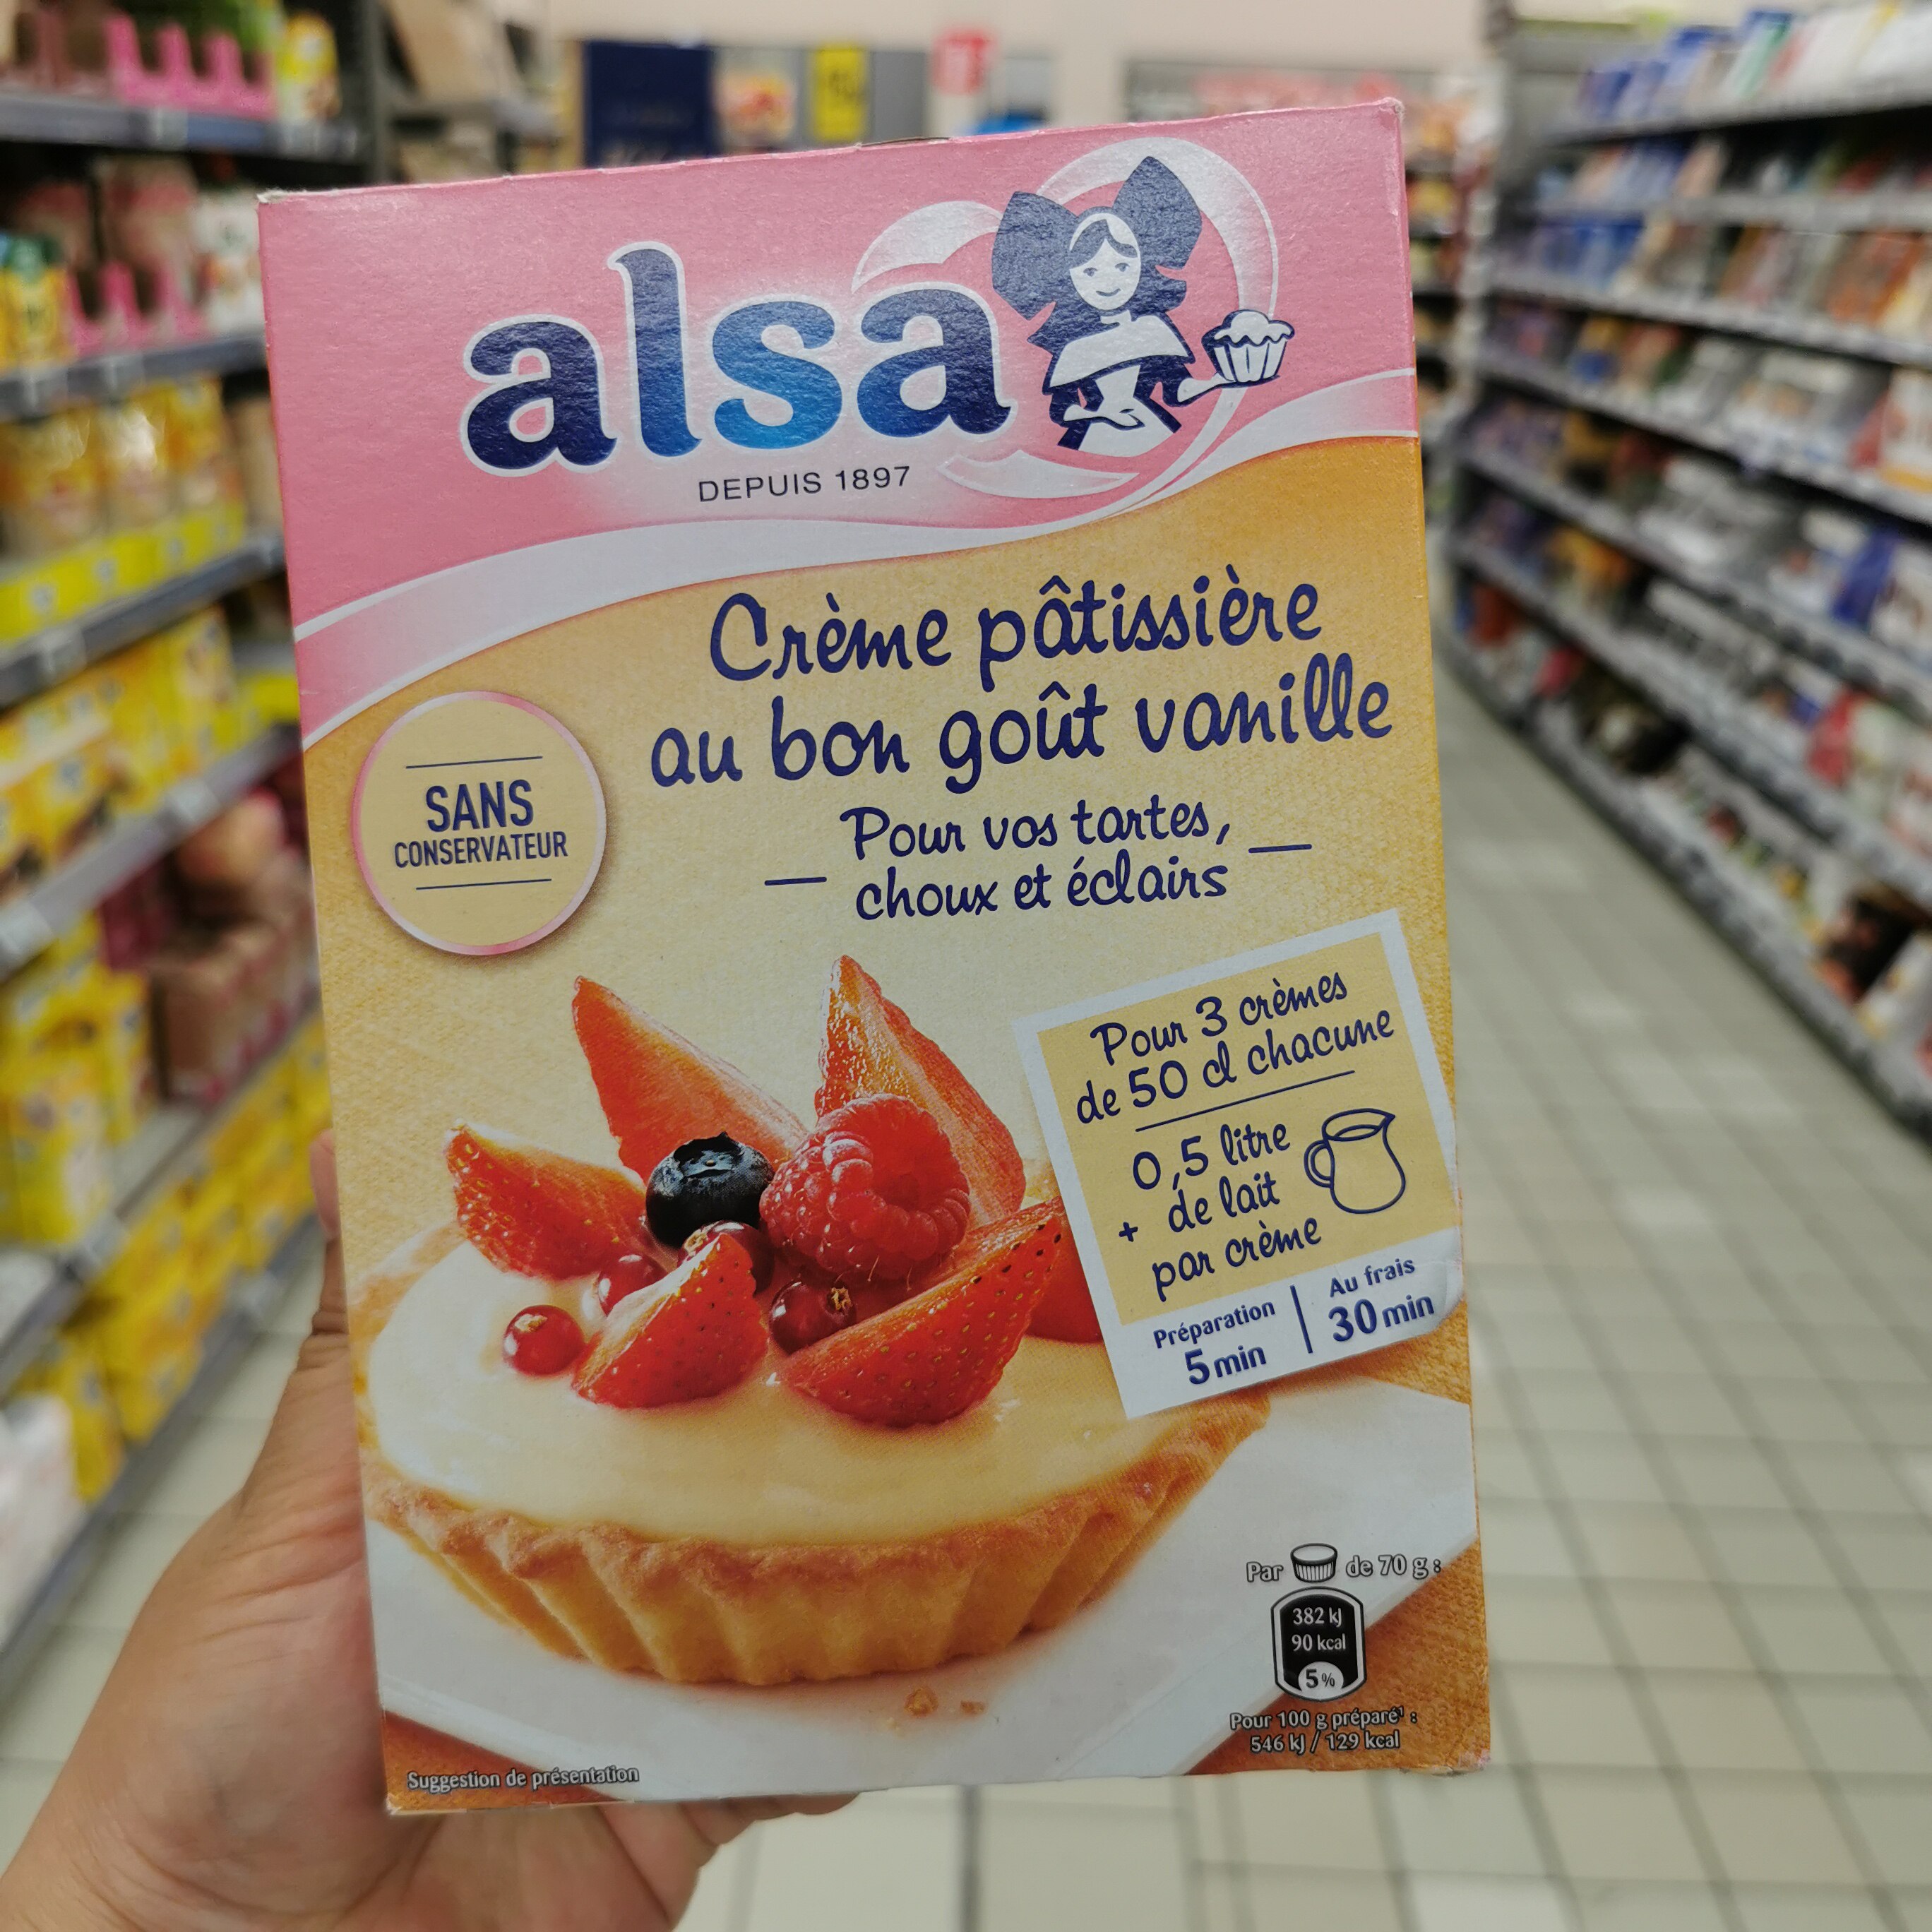 alsa
DEPUIS 1897
Crème pâtissière
au bon goût vanille
Pour vos tartes,
choux et éclairs
SANS
CONSERVATEUR
Pour 3 crèmes
de 50 cl chacune
0,5 litre
+ de lait
par crème
Préparation
5 min
Au frais
30 min
Par de 70 g :
382 kJ
90 kcal
5%
Pour 100 g préparé¹ :
546 kJ / 129 kcal
Suggestion de présentation